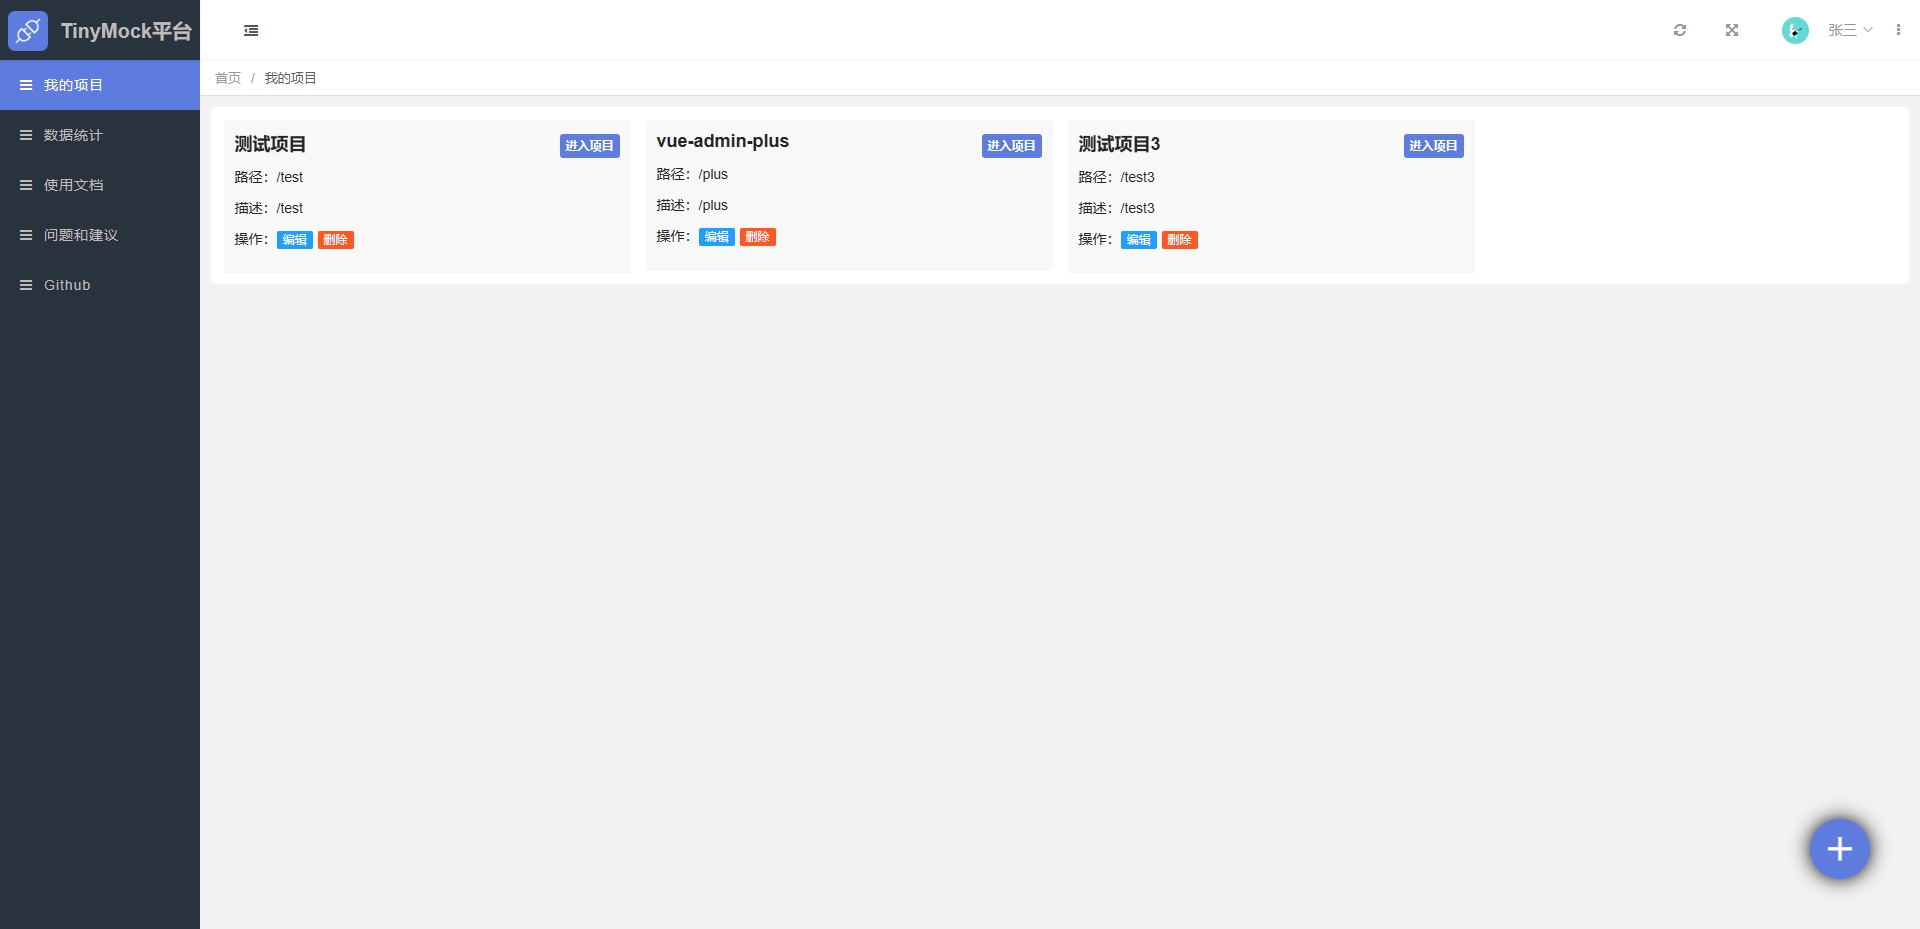 TinyMock平台
张三
我的项目
数据统计
使用文档
问题和建议
Github
首页 / 我的项目
测试项目
进入项目
路径：/test
描述：/test
操作：编辑 删除
vue-admin-plus
进入项目
路径：/plus
描述：/plus
操作：编辑 删除
测试项目3
进入项目
路径：/test3
描述：/test3
操作：编辑 删除